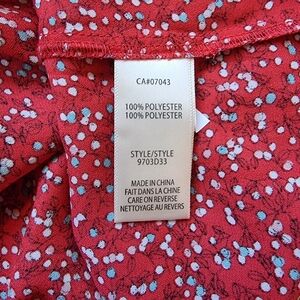 CA#07043
100% POLYESTER
100% POLYESTER
STYLE/STYLE
9703D33
MADE IN CHINA
FAIT DANS LA CHINE
CARE ON REVERSE
NETTOYAGE AU REVERS